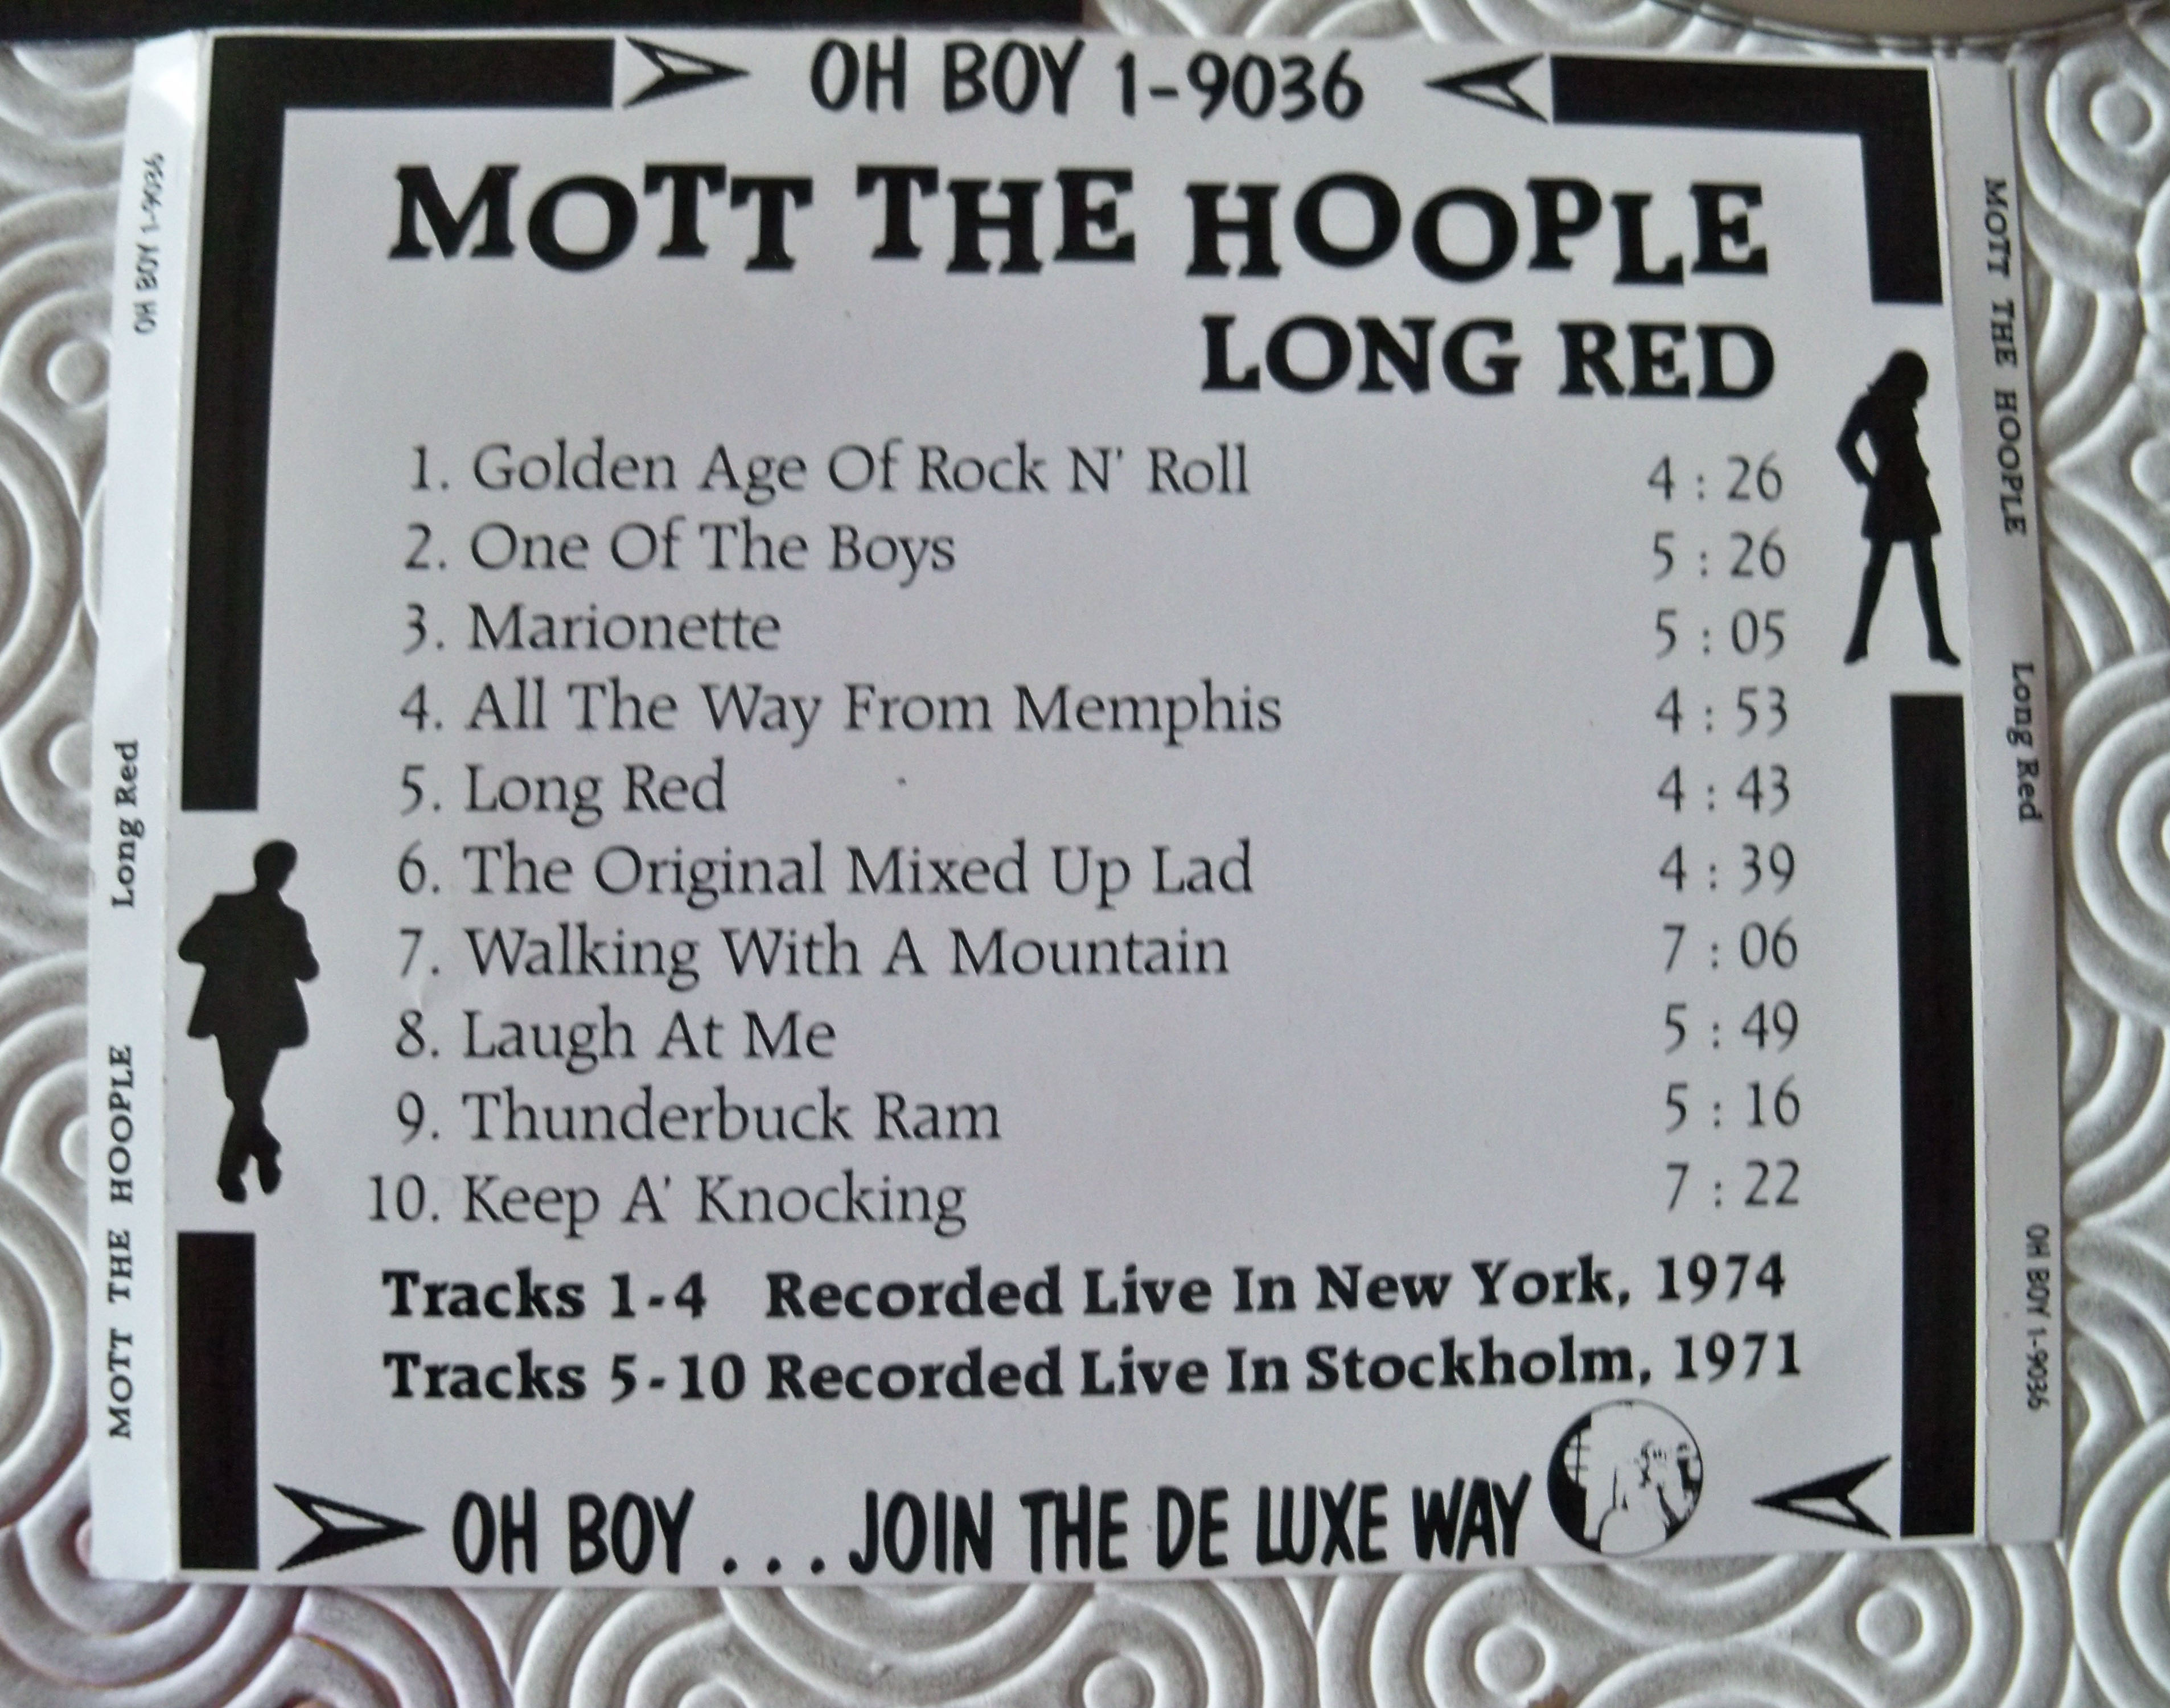 OH BOY 1-9036
MOTT THE HOOPLE
LONG RED
1. Golden Age Of Rock N' Roll 4 : 26
2. One Of The Boys 5 : 26
3. Marionette 5 : 05
4. All The Way From Memphis 4 : 53
5. Long Red 4 : 43
6. The Original Mixed Up Lad 4 : 39
7. Walking With A Mountain 7 : 06
8. Laugh At Me 5 : 49
9. Thunderbuck Ram 5 : 16
10. Keep A' Knocking 7 : 22
Tracks 1-4 Recorded Live In New York, 1974
Tracks 5-10 Recorded Live In Stockholm, 1971
OH BOY . . . JOIN THE DE LUXE WAY
MOTT THE HOOPLE Long Red OH BOY 1-9036
MOTT THE HOOPLE Long Red OH BOY 1-9036